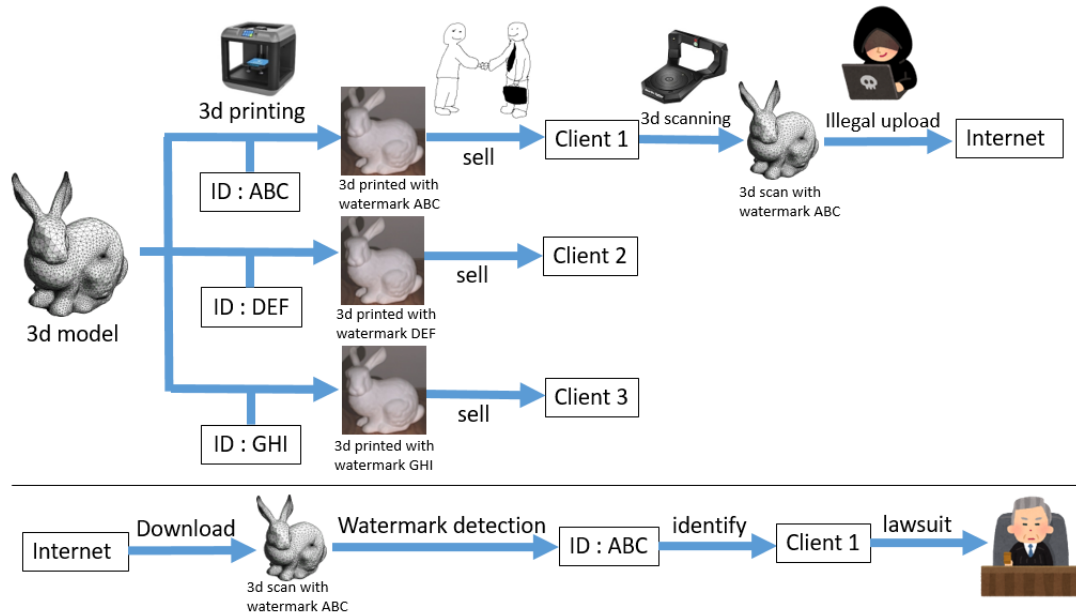 3d printing
3d model
ID : ABC
3d printed with
watermark ABC
sell
Client 1
3d scanning
3d scan with
watermark ABC
Illegal upload
Internet
ID : DEF
3d printed with
watermark DEF
sell
Client 2
ID : GHI
3d printed with
watermark GHI
sell
Client 3
Internet
Download
3d scan with
watermark ABC
Watermark detection
ID : ABC
identify
Client 1
lawsuit